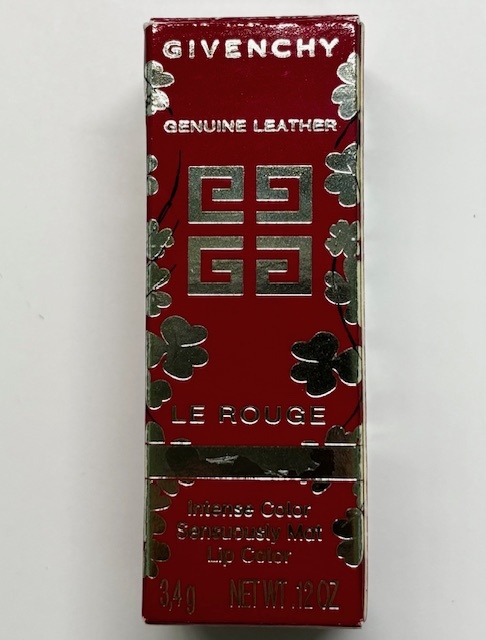 GIVENCHY
GENUINE LEATHER
LE ROUGE
Intense Color
Sensuously Mat
Lip Color
3,4 g NET WT .12 OZ